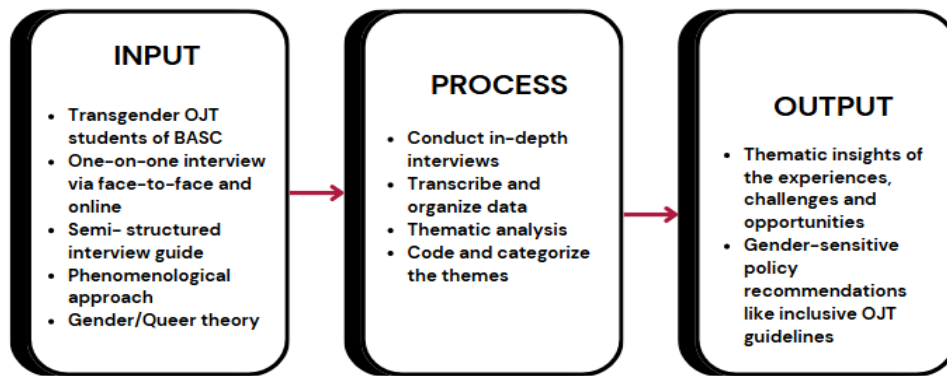 INPUT
• Transgender OJT
students of BASC
• One-on-one interview
via face-to-face and
online
• Semi- structured
interview guide
• Phenomenological
approach
• Gender/Queer theory
PROCESS
• Conduct in-depth
interviews
• Transcribe and
organize data
• Thematic analysis
• Code and categorize
the themes
OUTPUT
• Thematic insights of
the experiences,
challenges and
opportunities
• Gender-sensitive
policy
recommendations
like inclusive OJT
guidelines